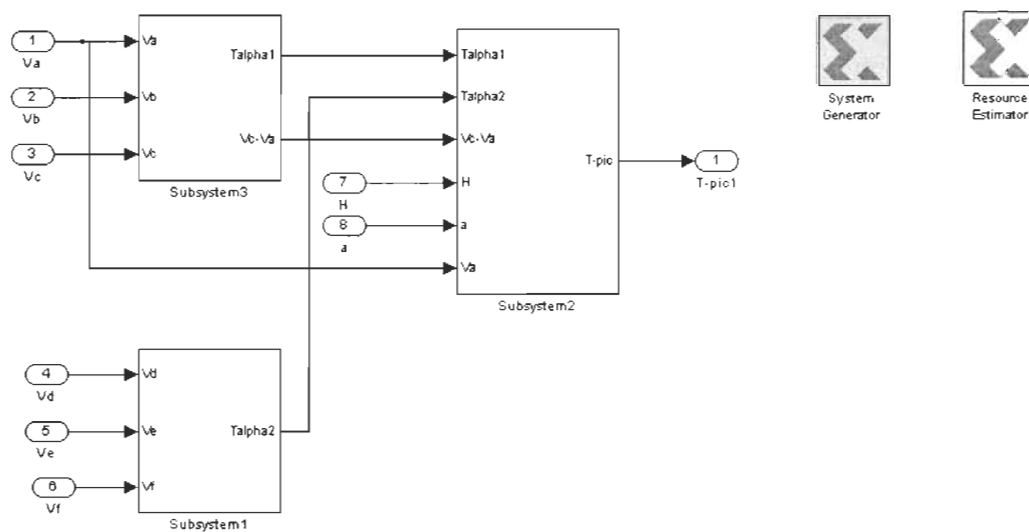 1
Va
2
Vb
3
Vc
Va
Vb
Vc
Talpha1
Vc-Va
Subsystem3
7
H
8
a
Talpha1
Talpha2
Vc-Va
H
a
Va
T-pic
Subsystem2
1
T-pic1
System
Generator
Resource
Estimator
4
Vd
5
Ve
6
Vf
Vd
Ve
Vf
Talpha2
Subsystem1